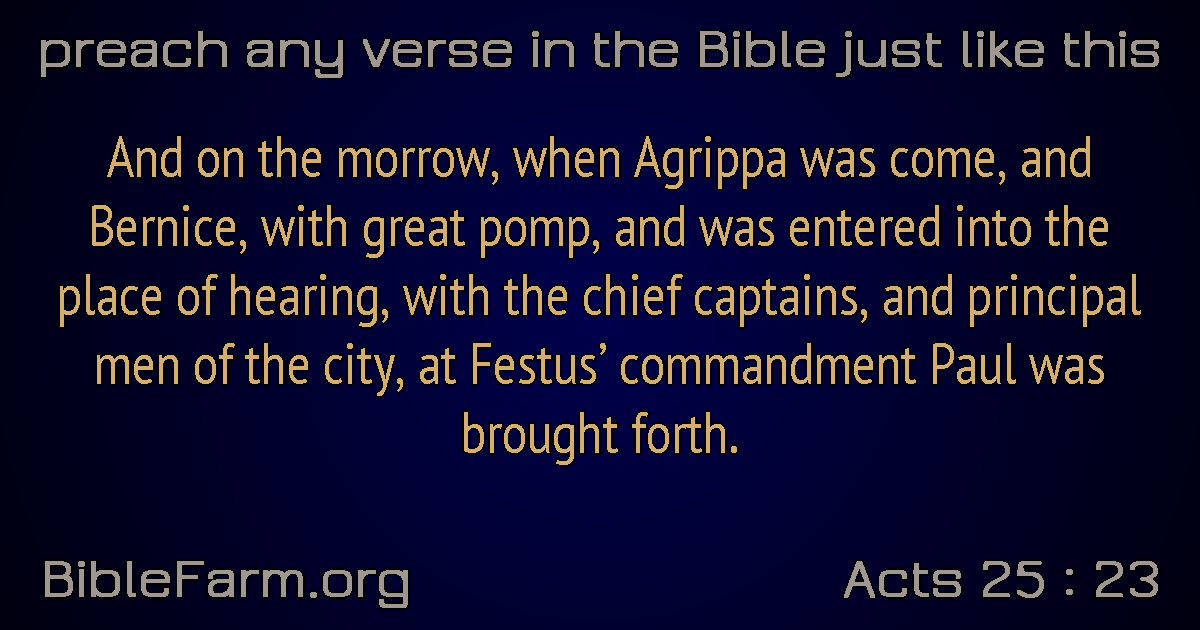 preach any verse in the Bible just like this
And on the morrow, when Agrippa was come, and
Bernice, with great pomp, and was entered into the
place of hearing, with the chief captains, and principal
men of the city, at Festus’ commandment Paul was
brought forth.
BibleFarm.org
Acts 25 : 23